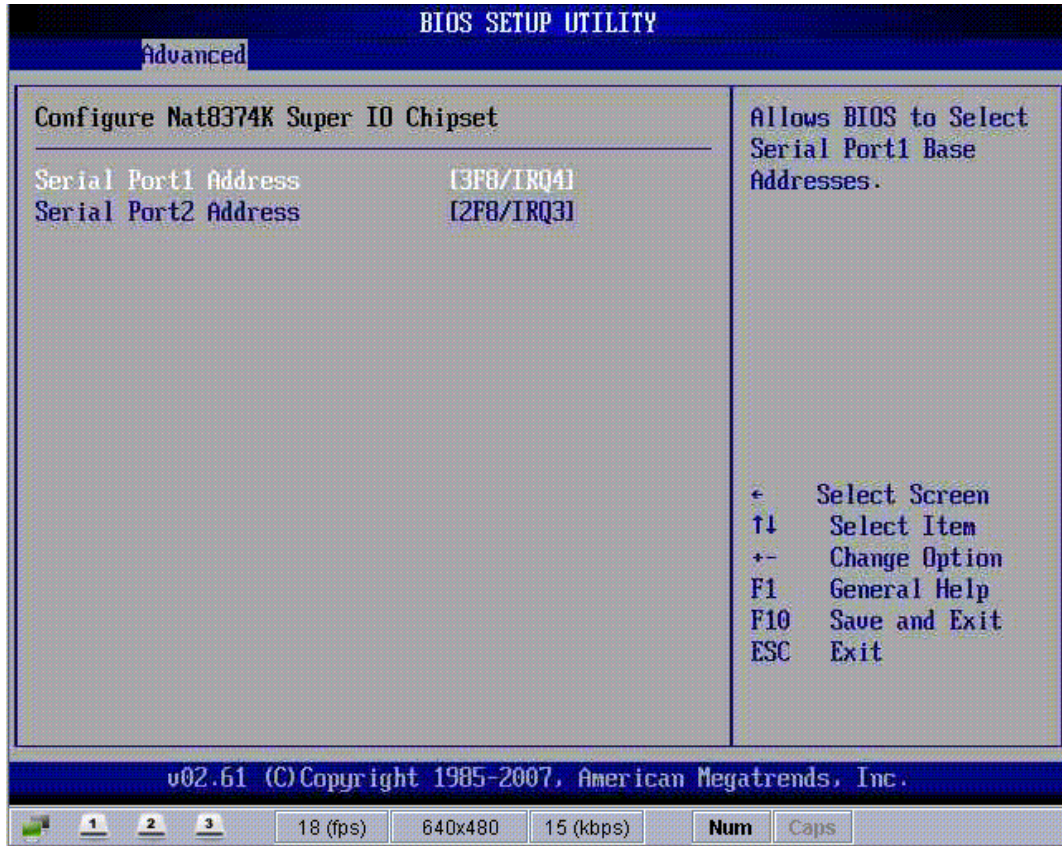 BIOS SETUP UTILITY
Advanced
Configure Nat8374K Super IO Chipset
Serial Port1 Address [3F8/IRQ4]
Serial Port2 Address [2F8/IRQ3]
Allows BIOS to Select
Serial Port1 Base
Addresses.
← Select Screen
↑↓ Select Item
+- Change Option
F1 General Help
F10 Save and Exit
ESC Exit
v02.61 (C)Copyright 1985-2007, American Megatrends, Inc.
1 2 3 18 (fps) 640x480 15 (kbps) Num Caps